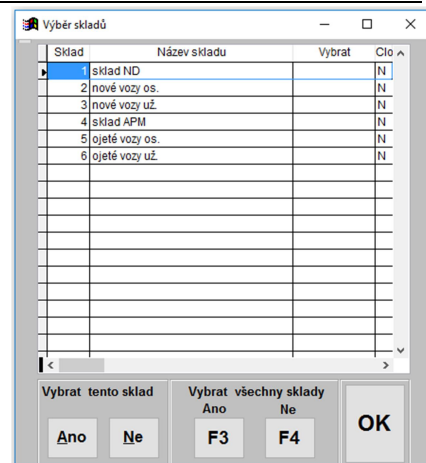 Výběr skladů
Sklad Název skladu Vybrat Clo
1 sklad ND N
2 nové vozy os. N
3 nové vozy už. N
4 sklad APM N
5 ojeté vozy os. N
6 ojeté vozy už. N
Vybrat tento sklad Vybrat všechny sklady
Ano Ne
Ano Ne F3 F4 OK